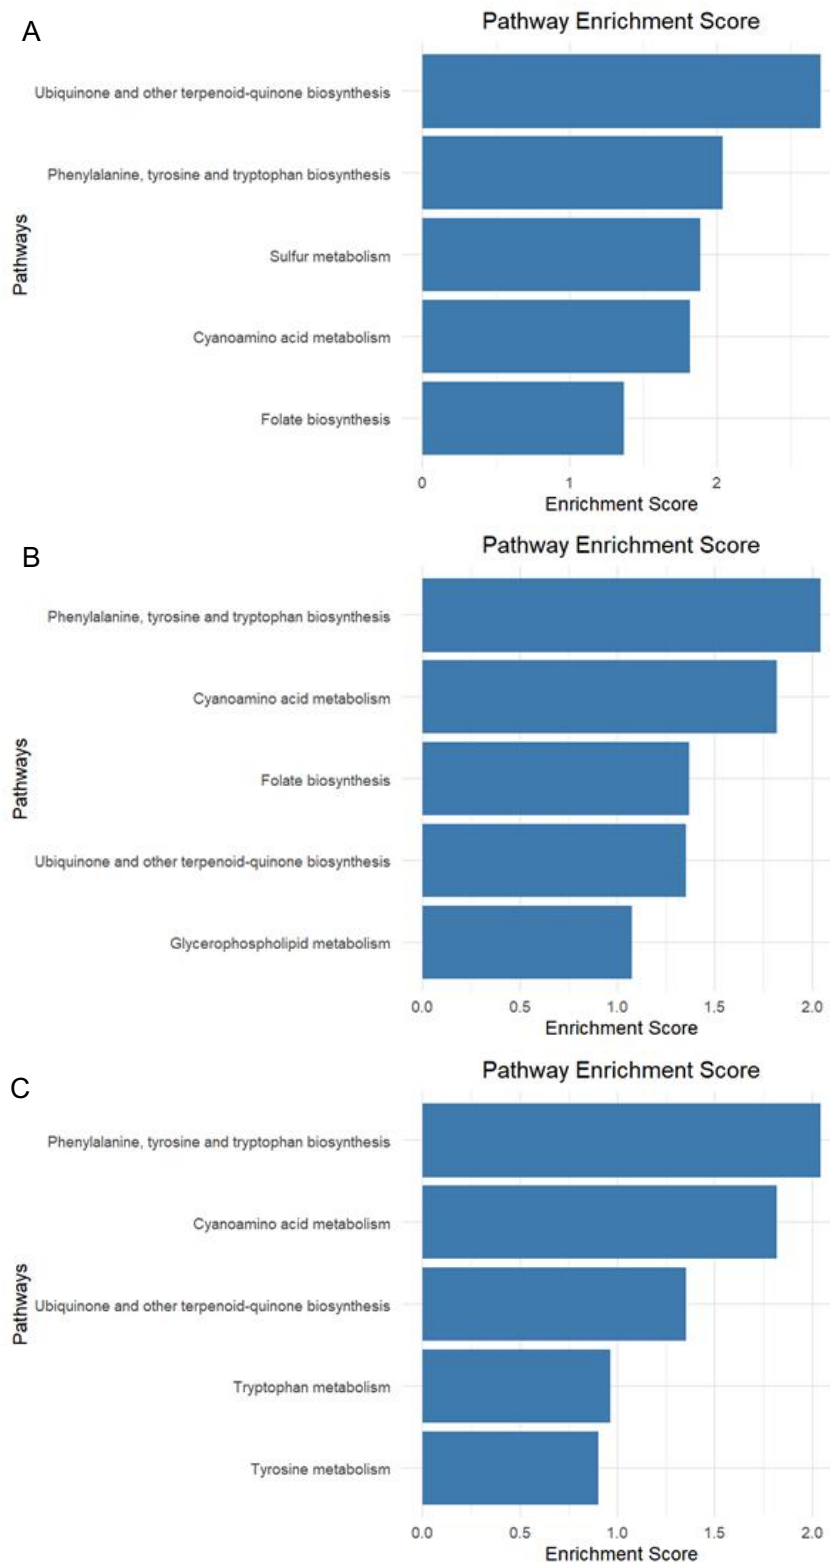 A
Pathway Enrichment Score
Ubiquinone and other terpenoid-quinone biosynthesis
Phenylalanine, tyrosine and tryptophan biosynthesis
Sulfur metabolism
Cyanoamino acid metabolism
Folate biosynthesis
Pathways
0 1 2
Enrichment Score
B
Pathway Enrichment Score
Phenylalanine, tyrosine and tryptophan biosynthesis
Cyanoamino acid metabolism
Folate biosynthesis
Ubiquinone and other terpenoid-quinone biosynthesis
Glycerophospholipid metabolism
Pathways
0.0 0.5 1.0 1.5 2.0
Enrichment Score
C
Pathway Enrichment Score
Phenylalanine, tyrosine and tryptophan biosynthesis
Cyanoamino acid metabolism
Ubiquinone and other terpenoid-quinone biosynthesis
Tryptophan metabolism
Tyrosine metabolism
Pathways
0.0 0.5 1.0 1.5 2.0
Enrichment Score